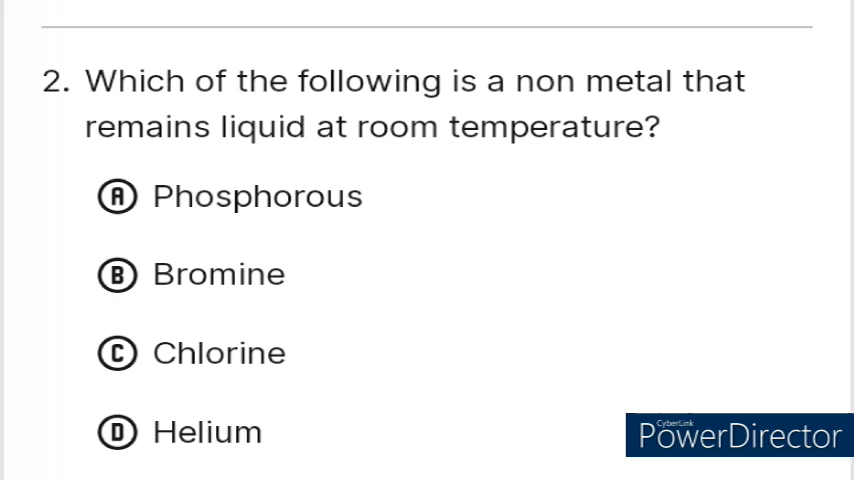 2. Which of the following is a non metal that
remains liquid at room temperature?
A Phosphorous
B Bromine
C Chlorine
D Helium
CyberLink
PowerDirector